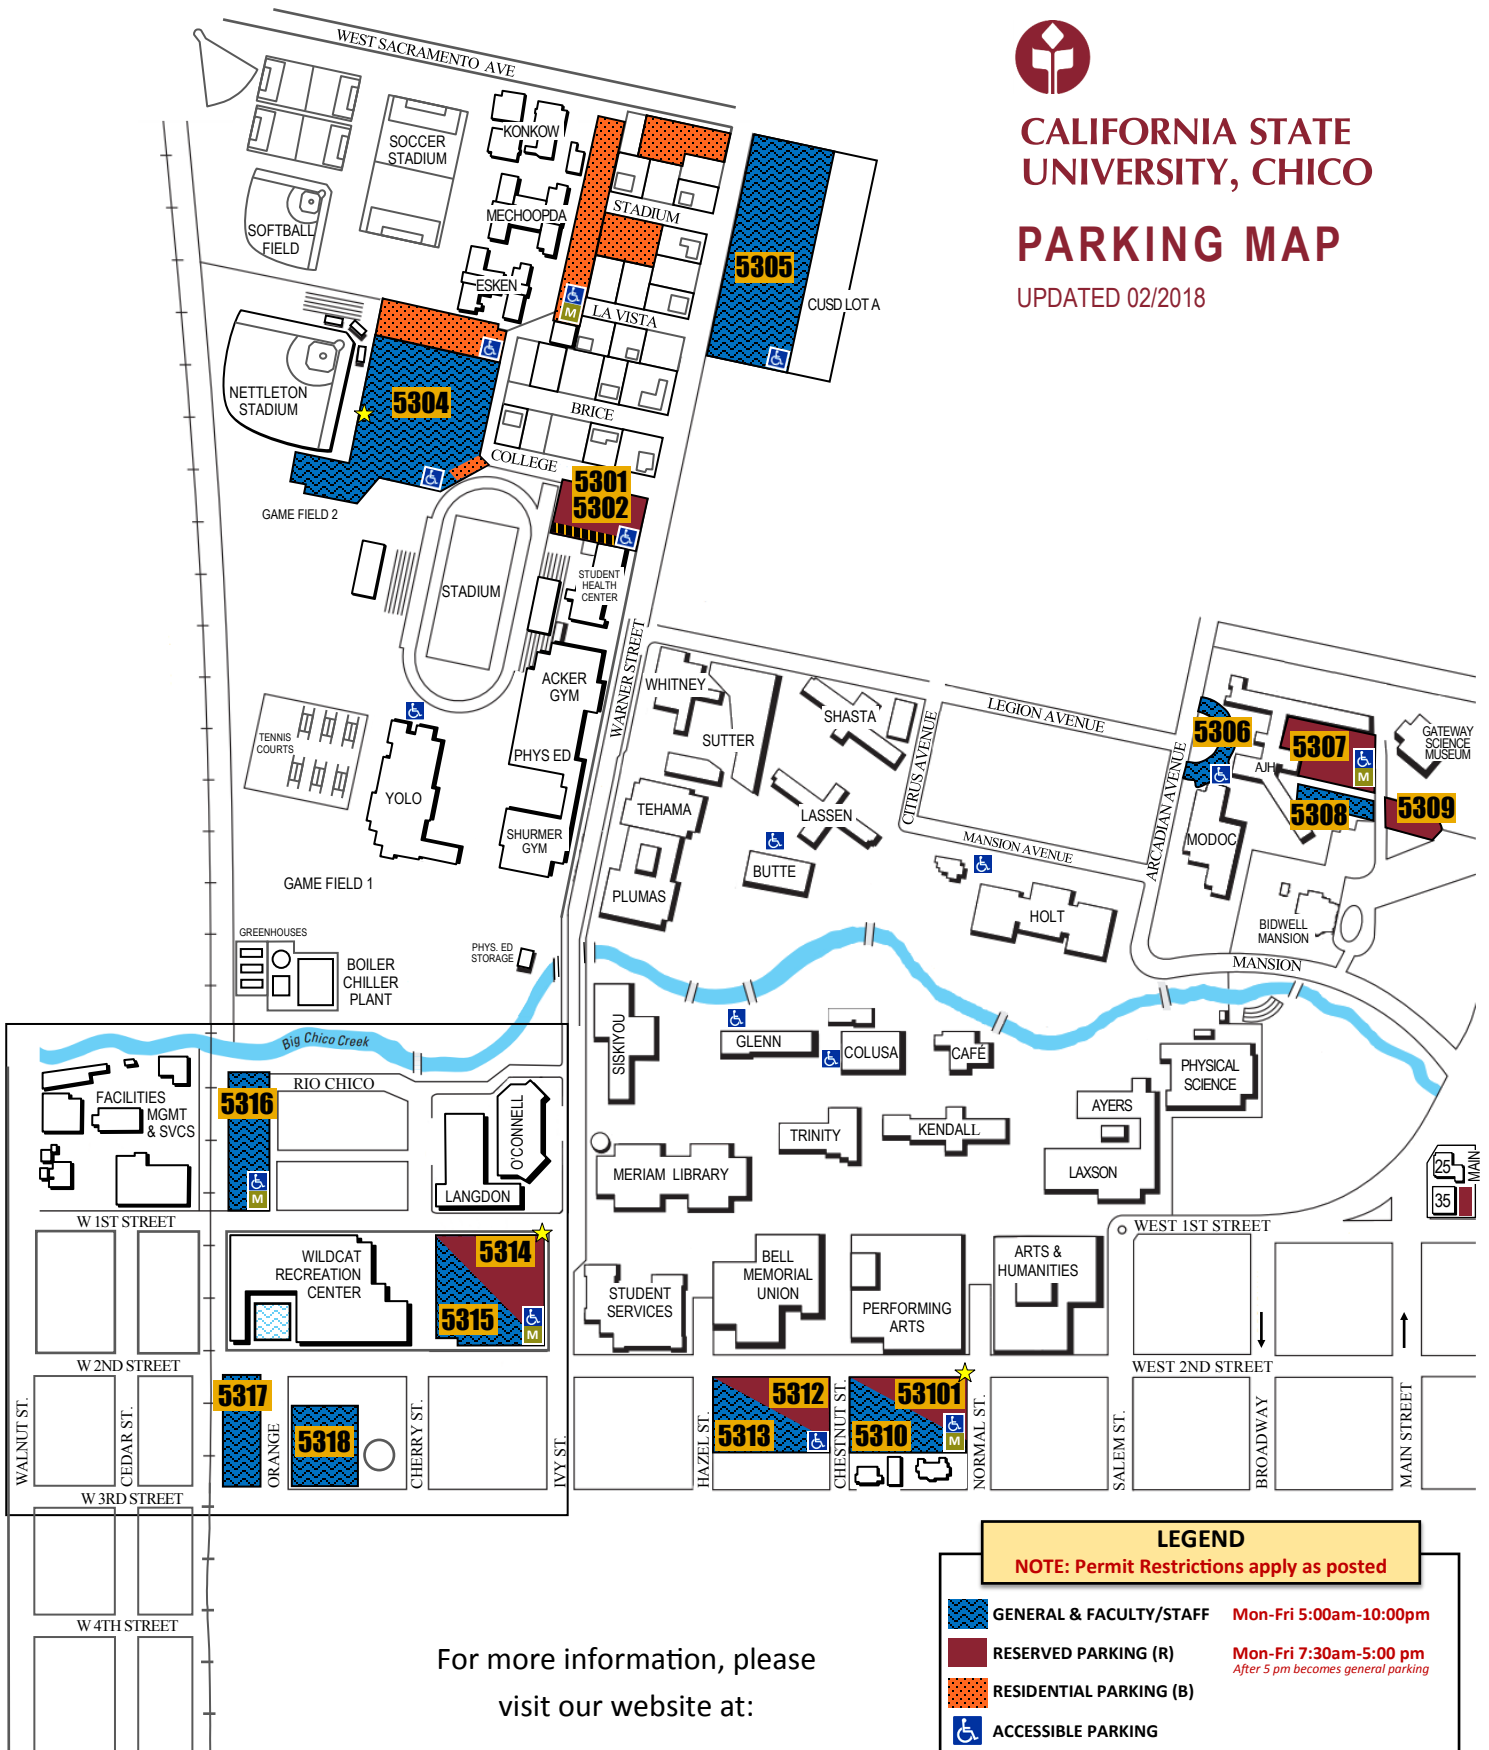 CALIFORNIA STATE
UNIVERSITY, CHICO
PARKING MAP
UPDATED 02/2018
WEST SACRAMENTO AVE
SOCCER
STADIUM
KONKOW
MECHOOPDA
STADIUM
SOFTBALL
FIELD
ESKEN
5305
CUSD LOT A
M
LA VISTA
NETTLETON
STADIUM
5304
BRICE
COLLEGE
5301
5302
GAME FIELD 2
STADIUM
STUDENT
HEALTH
CENTER
WARNER STREET
ACKER
GYM
WHITNEY
SHASTA
LEGION AVENUE
5306
5307
GATEWAY
SCIENCE
MUSEUM
SUTTER
CITRUS AVENUE
ARCADIAN AVENUE
AJH
M
TENNIS
COURTS
PHYS ED
YOLO
TEHAMA
LASSEN
5308
5309
SHURMER
GYM
MANSION AVENUE
MODOC
BUTTE
GAME FIELD 1
PLUMAS
HOLT
BIDWELL
MANSION
GREENHOUSES
PHYS. ED
STORAGE
BOILER
CHILLER
PLANT
MANSION
Big Chico Creek
SISKIYOU
GLENN
COLUSA
CAFÉ
PHYSICAL
SCIENCE
RIO CHICO
FACILITIES
MGMT
& SVCS
5316
M
O'CONNELL
LANGDON
AYERS
TRINITY
KENDALL
MERIAM LIBRARY
LAXSON
25
35
MAIN
W 1ST STREET
WEST 1ST STREET
WILDCAT
RECREATION
CENTER
5314
5315
M
STUDENT
SERVICES
BELL
MEMORIAL
UNION
PERFORMING
ARTS
ARTS &
HUMANITIES
W 2ND STREET
WEST 2ND STREET
5317
5318
5312
5313
53101
5310
M
WALNUT ST.
CEDAR ST.
ORANGE
CHERRY ST.
IVY ST.
HAZEL ST.
CHESTNUT ST.
NORMAL ST.
SALEM ST.
BROADWAY
MAIN STREET
W 3RD STREET
W 4TH STREET
For more information, please
visit our website at:
LEGEND
NOTE: Permit Restrictions apply as posted
GENERAL & FACULTY/STAFF Mon-Fri 5:00am-10:00pm
RESERVED PARKING (R) Mon-Fri 7:30am-5:00 pm
After 5 pm becomes general parking
RESIDENTIAL PARKING (B)
ACCESSIBLE PARKING